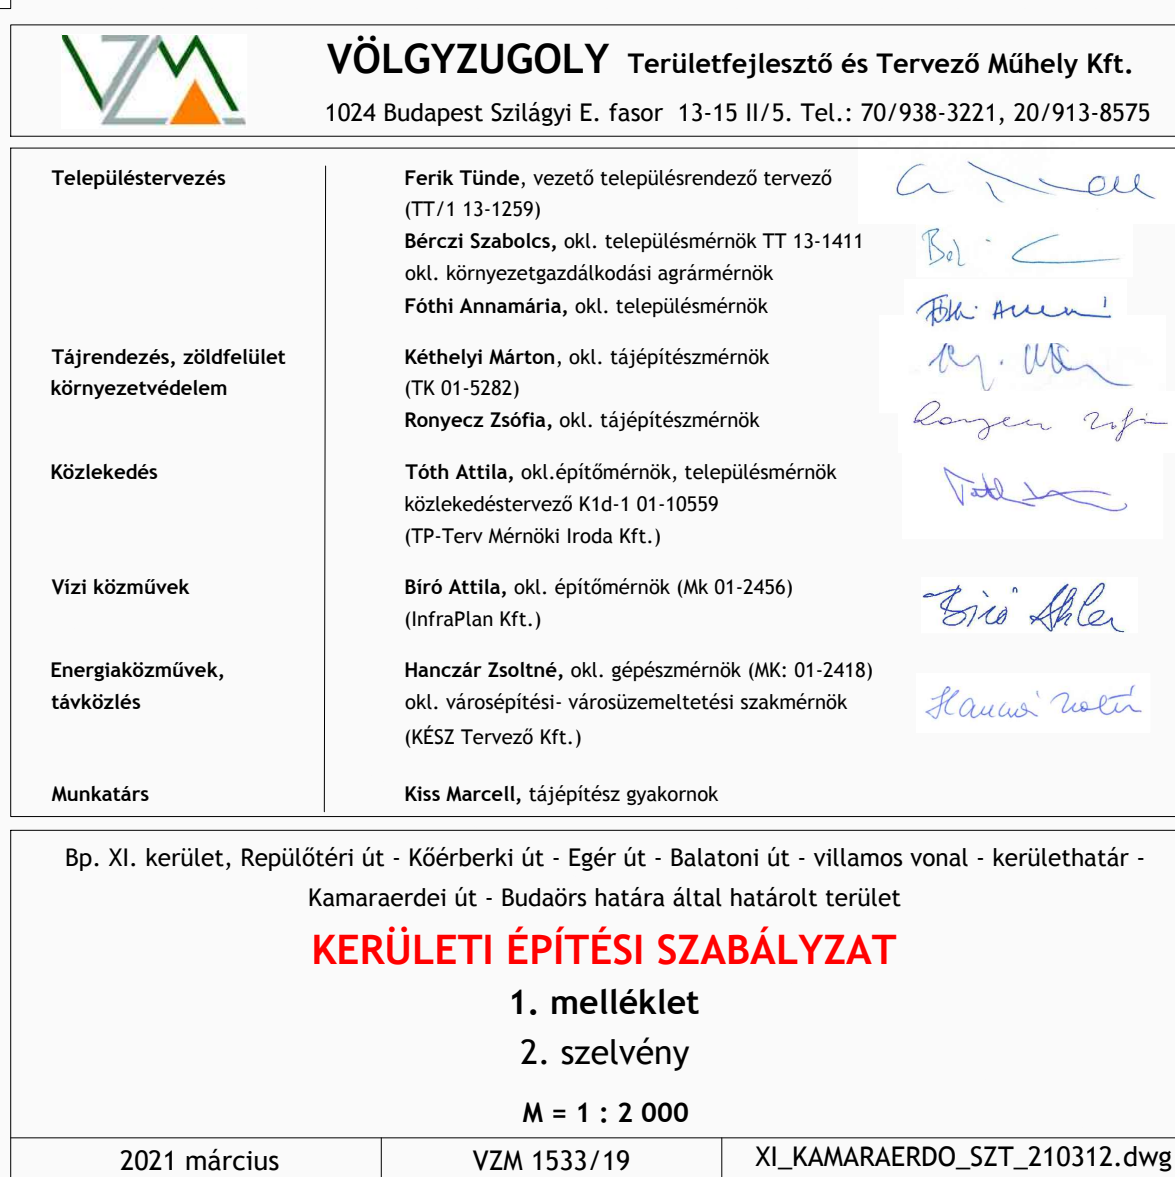 VZM
VÖLGYZUGOLY Területfejlesztő és Tervező Műhely Kft.
1024 Budapest Szilágyi E. fasor 13-15 II/5. Tel.: 70/938-3221, 20/913-8575
Településtervezés
Ferik Tünde, vezető településrendező tervező
(TT/1 13-1259)
Bérczi Szabolcs, okl. településmérnök TT 13-1411
okl. környezetgazdálkodási agrármérnök
Fóthi Annamária, okl. településmérnök
Tájrendezés, zöldfelület
környezetvédelem
Kéthelyi Márton, okl. tájépítészmérnök
(TK 01-5282)
Ronyecz Zsófia, okl. tájépítészmérnök
Közlekedés
Tóth Attila, okl.építőmérnök, településmérnök
közlekedéstervező K1d-1 01-10559
(TP-Terv Mérnöki Iroda Kft.)
Vízi közművek
Bíró Attila, okl. építőmérnök (Mk 01-2456)
(InfraPlan Kft.)
Energiaközművek,
távközlés
Hanczár Zsoltné, okl. gépészmérnök (MK: 01-2418)
okl. városépítési- városüzemeltetési szakmérnök
(KÉSZ Tervező Kft.)
Munkatárs
Kiss Marcell, tájépítész gyakornok
Bp. XI. kerület, Repülőtéri út - Kőérberki út - Egér út - Balatoni út - villamos vonal - kerülethatár -
Kamaraerdei út - Budaörs határa által határolt terület
KERÜLETI ÉPÍTÉSI SZABÁLYZAT
1. melléklet
2. szelvény
M = 1 : 2 000
2021 március
VZM 1533/19
XI_KAMARAERDO_SZT_210312.dwg